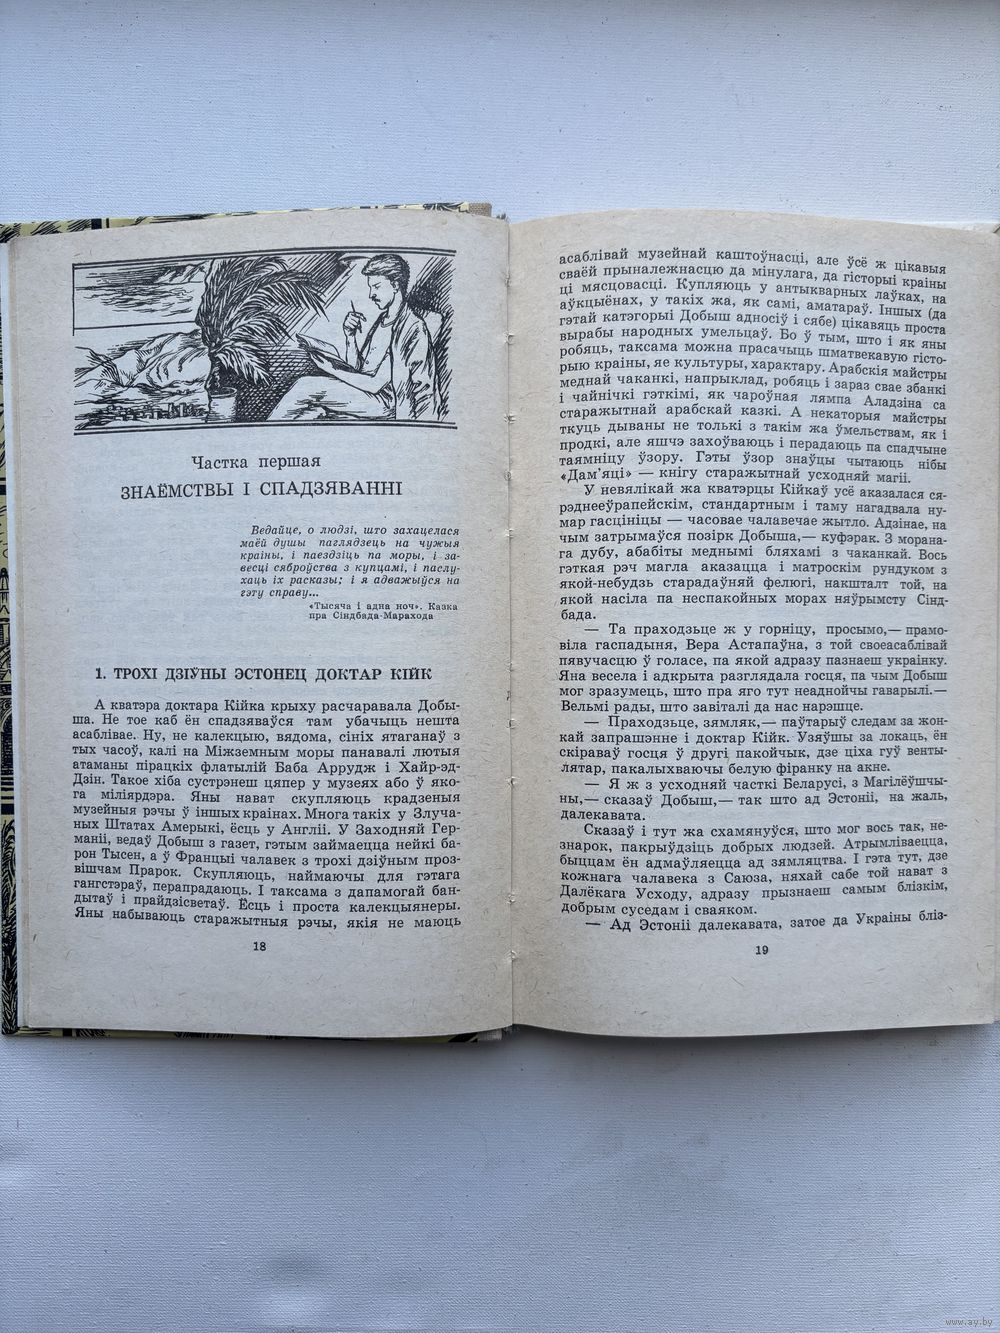 Частка першая
ЗНАЁМСТВЫ І СПАДЗЯВАННІ
Ведайце, о людзі, што захацелася
маёй душы паглядзець на чужыя
краіны, і паездзіць па моры, і за-
весці сяброўства з купцамі, і паслу-
хаць іх расказы; і я адважыўся на
гэту справу...
«Тысяча і адна ноч». Казка
пра Сіндбада-Марахода
1. ТРОХІ ДЗІЎНЫ ЭСТОНЕЦ ДОКТАР КІЙК
А кватэра доктара Кійка крыху расчаравала Добы-
ша. Не тое каб ён спадзяваўся там убачыць нешта
асаблівае. Ну, не калекцыю, вядома, сініх ятаганаў з
тых часоў, калі на Міжземным моры панавалі лютыя
атаманы пірацкіх флатылій Баба Аррудж і Хайр-эд-
Дзін. Такое хіба сустрэнеш цяпер у музеях або ў яко-
га міліярдэра. Яны нават скупляюць крадзеныя
музейныя рэчы ў іншых краінах. Многа такіх у Злуча-
ных Штатах Амерыкі, ёсць у Англіі. У Заходняй Гер-
маніі, ведаў Добыш з газет, гэтым займаецца нейкі ба-
рон Тысен, а ў Францыі чалавек з трохі дзіўным проз-
вішчам Прарок. Скупляюць, наймаючы для гэтага
гангстэраў, перапрадаюць. І таксама з дапамогай бан-
дытаў і прайдзісветаў. Ёсць і проста калекцыянеры.
Яны набываюць старажытныя рэчы, якія не маюць
18
асаблівай музейнай каштоўнасці, але ўсё ж цікавыя
сваёй прыналежнасцю да мінулага, да гісторыі краіны
ці мясцовасці. Купляюць у антыкварных лаўках, на
аўкцыёнах, у такіх жа, як самі, аматараў. Іншых (да
гэтай катэгорыі Добыш адносіў і сябе) цікавяць проста
вырабы народных умельцаў. Бо ў тым, што і як яны
робяць, таксама можна прасачыць шматвекавую гісто-
рыю краіны, яе культуры, характару. Арабскія майстры
меднай чаканкі, напрыклад, робяць і зараз свае збанкі
і чайнічкі гэткімі, як чароўная лямпа Аладзіна са
старажытнай арабскай казкі. А некаторыя майстры
ткуць дываны не толькі з такім жа ўмельствам, як і
продкі, але яшчэ захоўваюць і перадаюць па спадчыне
таямніцу ўзору. Гэты ўзор знаўцы чытаюць нібы
«Дам’яці» — кнігу старажытнай усходняй магіі.
У невялікай жа кватэрцы Кійкаў усё аказалася ся-
рэднееўрапейскім, стандартным і таму нагадвала ну-
мар гасцініцы — часовае чалавечае жытло. Адзінае, на
чым затрымаўся позірк Добыша,— куфэрак. З морана-
га дубу, абабіты меднымі бляхамі з чаканкай. Вось
гэткая рэч магла аказацца і матроскім рундуком з
якой-небудзь старадаўняй фелюгі, накшталт той, на
якой насіла па неспакойных морах няўрымсту Сінд-
бада.
— Та праходзьце ж у горніцу, просымо,— прамо-
віла гаспадыня, Вера Астапаўна, з той своеасаблівай
пявучасцю ў голасе, па якой адразу пазнаеш украінку.
Яна весела і адкрыта разглядала госця, па чым Добыш
мог зразумець, што пра яго тут неаднойчы гаварылі.—
Вельмі рады, што завіталі да нас нарэшце.
— Праходзьце, зямляк,— паўтарыў следам за жон-
кай запрашэнне і доктар Кійк. Узяўшы за локаць, ён
скіраваў госця ў другі пакойчык, дзе ціха гуў венты-
лятар, пакалыхваючы белую фіранку на акне.
— Я ж з усходняй часткі Беларусі, з Магілёўшчы-
ны,— сказаў Добыш,— так што ад Эстоніі, на жаль,
далекавата.
Сказаў і тут жа схамянуўся, што мог вось так, не-
знарок, пакрыўдзіць добрых людзей. Атрымліваецца,
быццам ён адмаўляецца ад зямляцтва. І гэта тут, дзе
кожнага чалавека з Саюза, няхай сабе той нават з
Далёкага Усходу, адразу прызнаеш самым блізкім,
добрым суседам і сваяком.
— Ад Эстоніі далекавата, затое да Украіны бліз-
19
www.ay.by